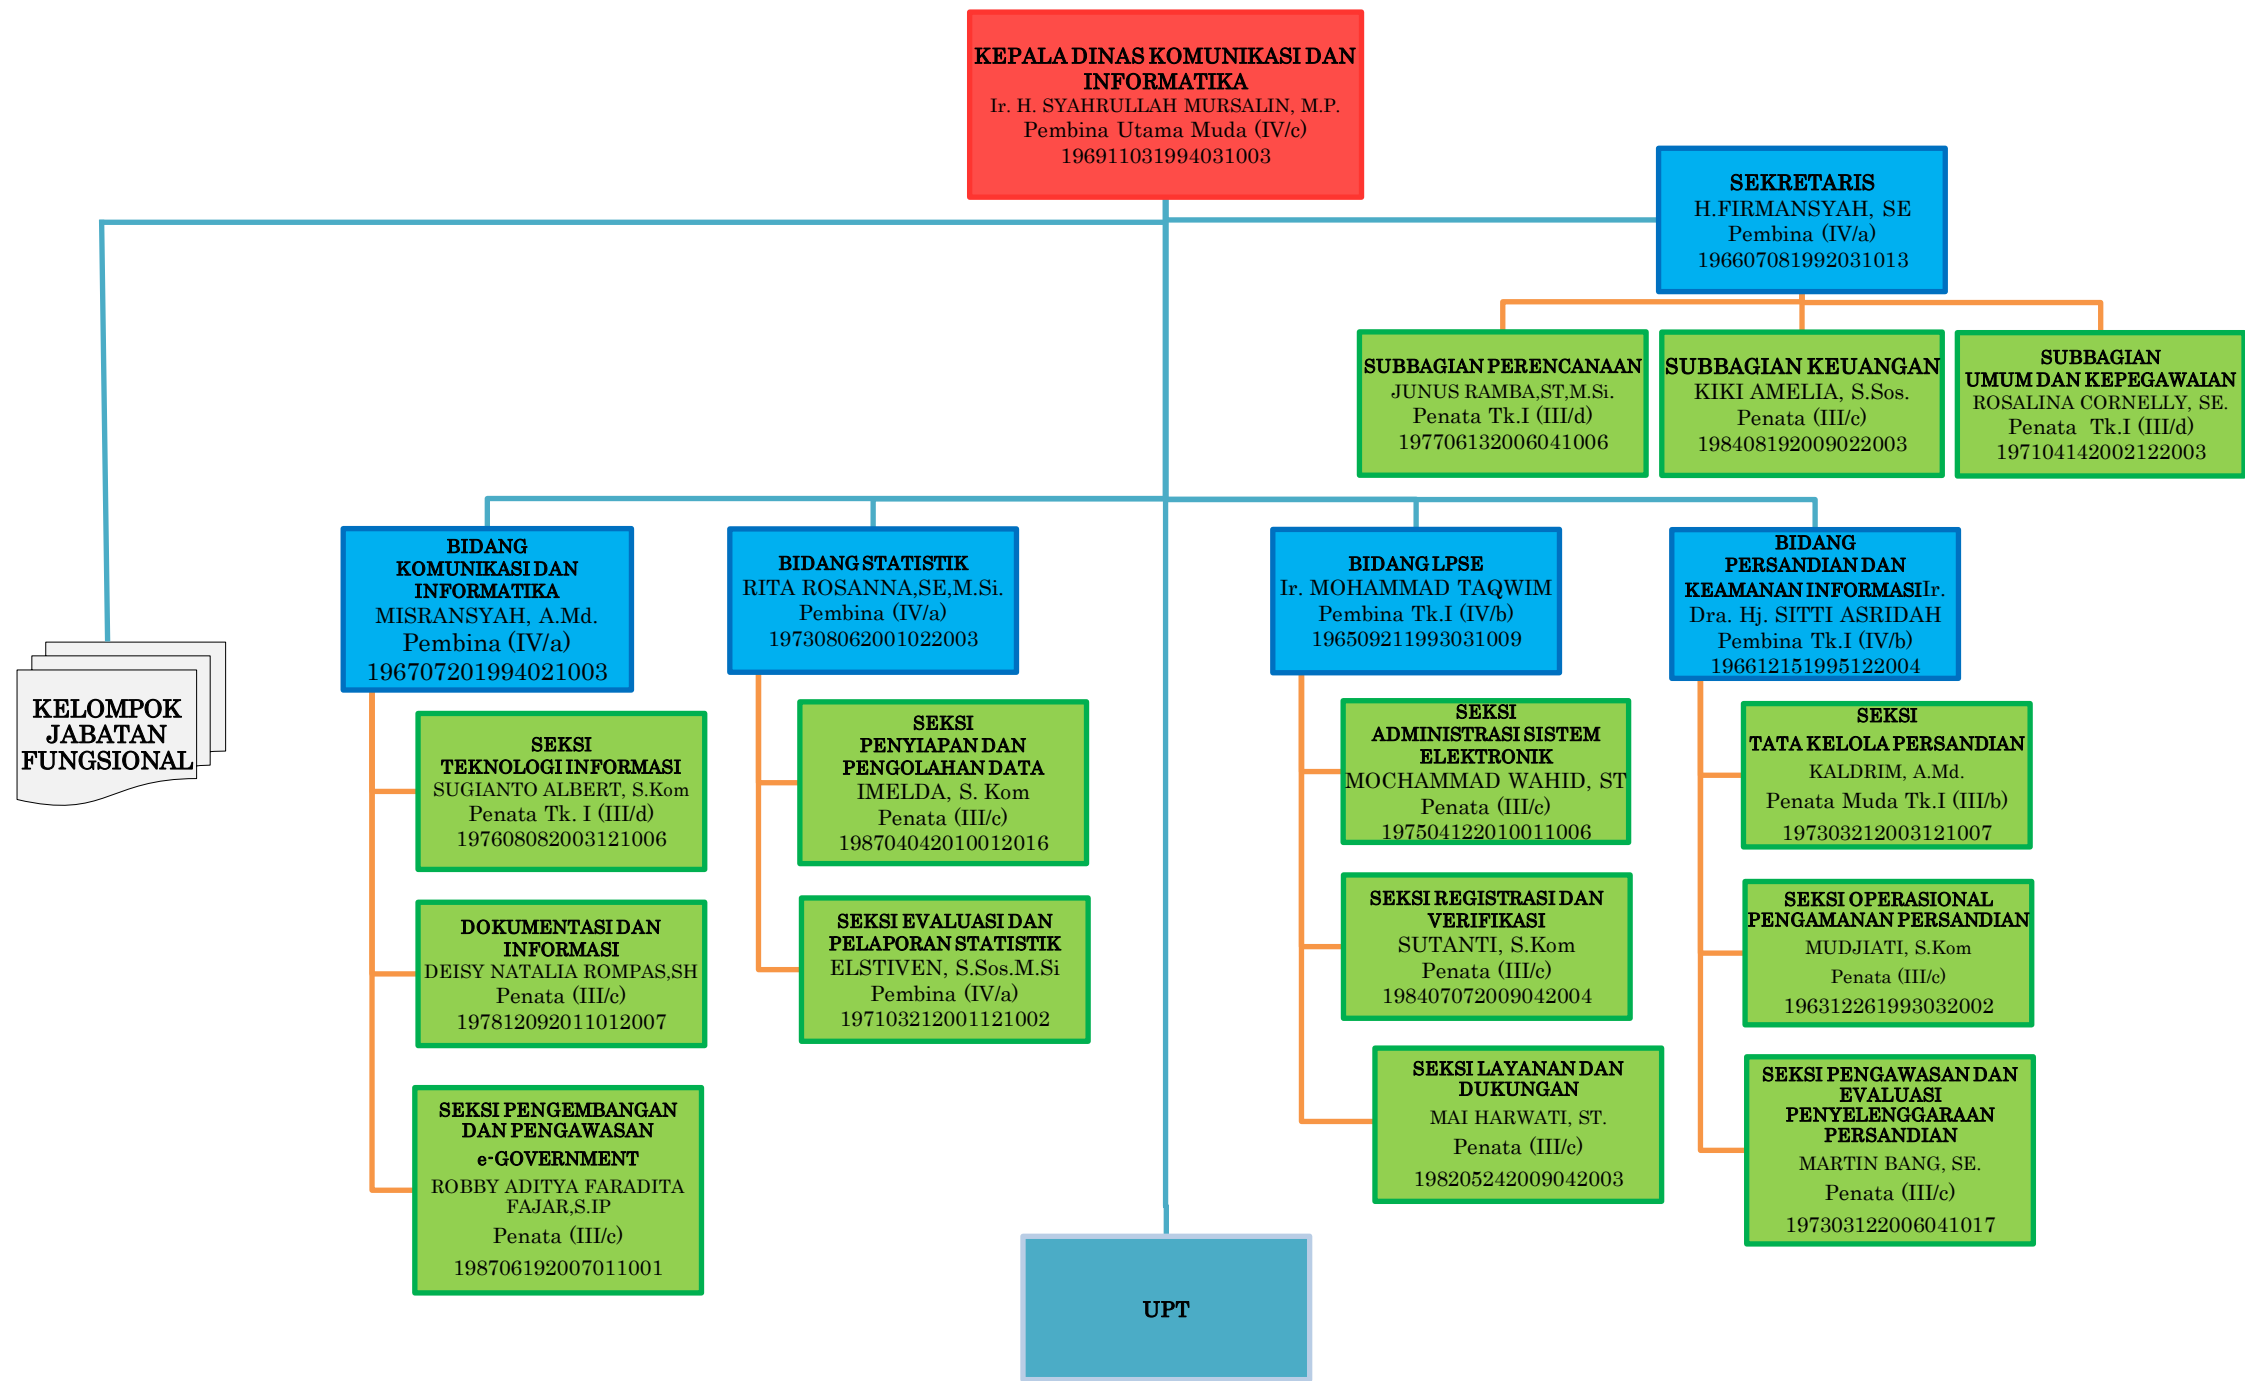 KEPALA DINAS KOMUNIKASI DAN
INFORMATIKA
Ir. H. SYAHRULLAH MURSALIN, M.P.
Pembina Utama Muda (IV/c)
196911031994031003
SEKRETARIS
H.FIRMANSYAH, SE
Pembina (IV/a)
196607081992031013
SUBBAGIAN PERENCANAAN
JUNUS RAMBA,ST,M.Si.
Penata Tk.I (III/d)
197706132006041006
SUBBAGIAN KEUANGAN
KIKI AMELIA, S.Sos.
Penata (III/c)
198408192009022003
SUBBAGIAN
UMUM DAN KEPEGAWAIAN
ROSALINA CORNELLY, SE.
Penata Tk.I (III/d)
197104142002122003
KELOMPOK
JABATAN
FUNGSIONAL
BIDANG
KOMUNIKASI DAN
INFORMATIKA
MISRANSYAH, A.Md.
Pembina (IV/a)
196707201994021003
SEKSI
TEKNOLOGI INFORMASI
SUGIANTO ALBERT, S.Kom
Penata Tk. I (III/d)
197608082003121006
DOKUMENTASI DAN
INFORMASI
DEISY NATALIA ROMPAS,SH
Penata (III/c)
197812092011012007
SEKSI PENGEMBANGAN
DAN PENGAWASAN
e-GOVERNMENT
ROBBY ADITYA FARADITA
FAJAR,S.IP
Penata (III/c)
198706192007011001
BIDANG STATISTIK
RITA ROSANNA,SE,M.Si.
Pembina (IV/a)
197308062001022003
SEKSI
PENYIAPAN DAN
PENGOLAHAN DATA
IMELDA, S. Kom
Penata (III/c)
198704042010012016
SEKSI EVALUASI DAN
PELAPORAN STATISTIK
ELSTIVEN, S.Sos.M.Si
Pembina (IV/a)
197103212001121002
BIDANG LPSE
Ir. MOHAMMAD TAQWIM
Pembina Tk.I (IV/b)
196509211993031009
SEKSI
ADMINISTRASI SISTEM
ELEKTRONIK
MOCHAMMAD WAHID, ST
Penata (III/c)
197504122010011006
SEKSI REGISTRASI DAN
VERIFIKASI
SUTANTI, S.Kom
Penata (III/c)
198407072009042004
SEKSI LAYANAN DAN
DUKUNGAN
MAI HARWATI, ST.
Penata (III/c)
198205242009042003
BIDANG
PERSANDIAN DAN
KEAMANAN INFORMASIIr.
Dra. Hj. SITTI ASRIDAH
Pembina Tk.I (IV/b)
196612151995122004
SEKSI
TATA KELOLA PERSANDIAN
KALDRIM, A.Md.
Penata Muda Tk.I (III/b)
197303212003121007
SEKSI OPERASIONAL
PENGAMANAN PERSANDIAN
MUDJIATI, S.Kom
Penata (III/c)
196312261993032002
SEKSI PENGAWASAN DAN
EVALUASI
PENYELENGGARAAN
PERSANDIAN
MARTIN BANG, SE.
Penata (III/c)
197303122006041017
UPT